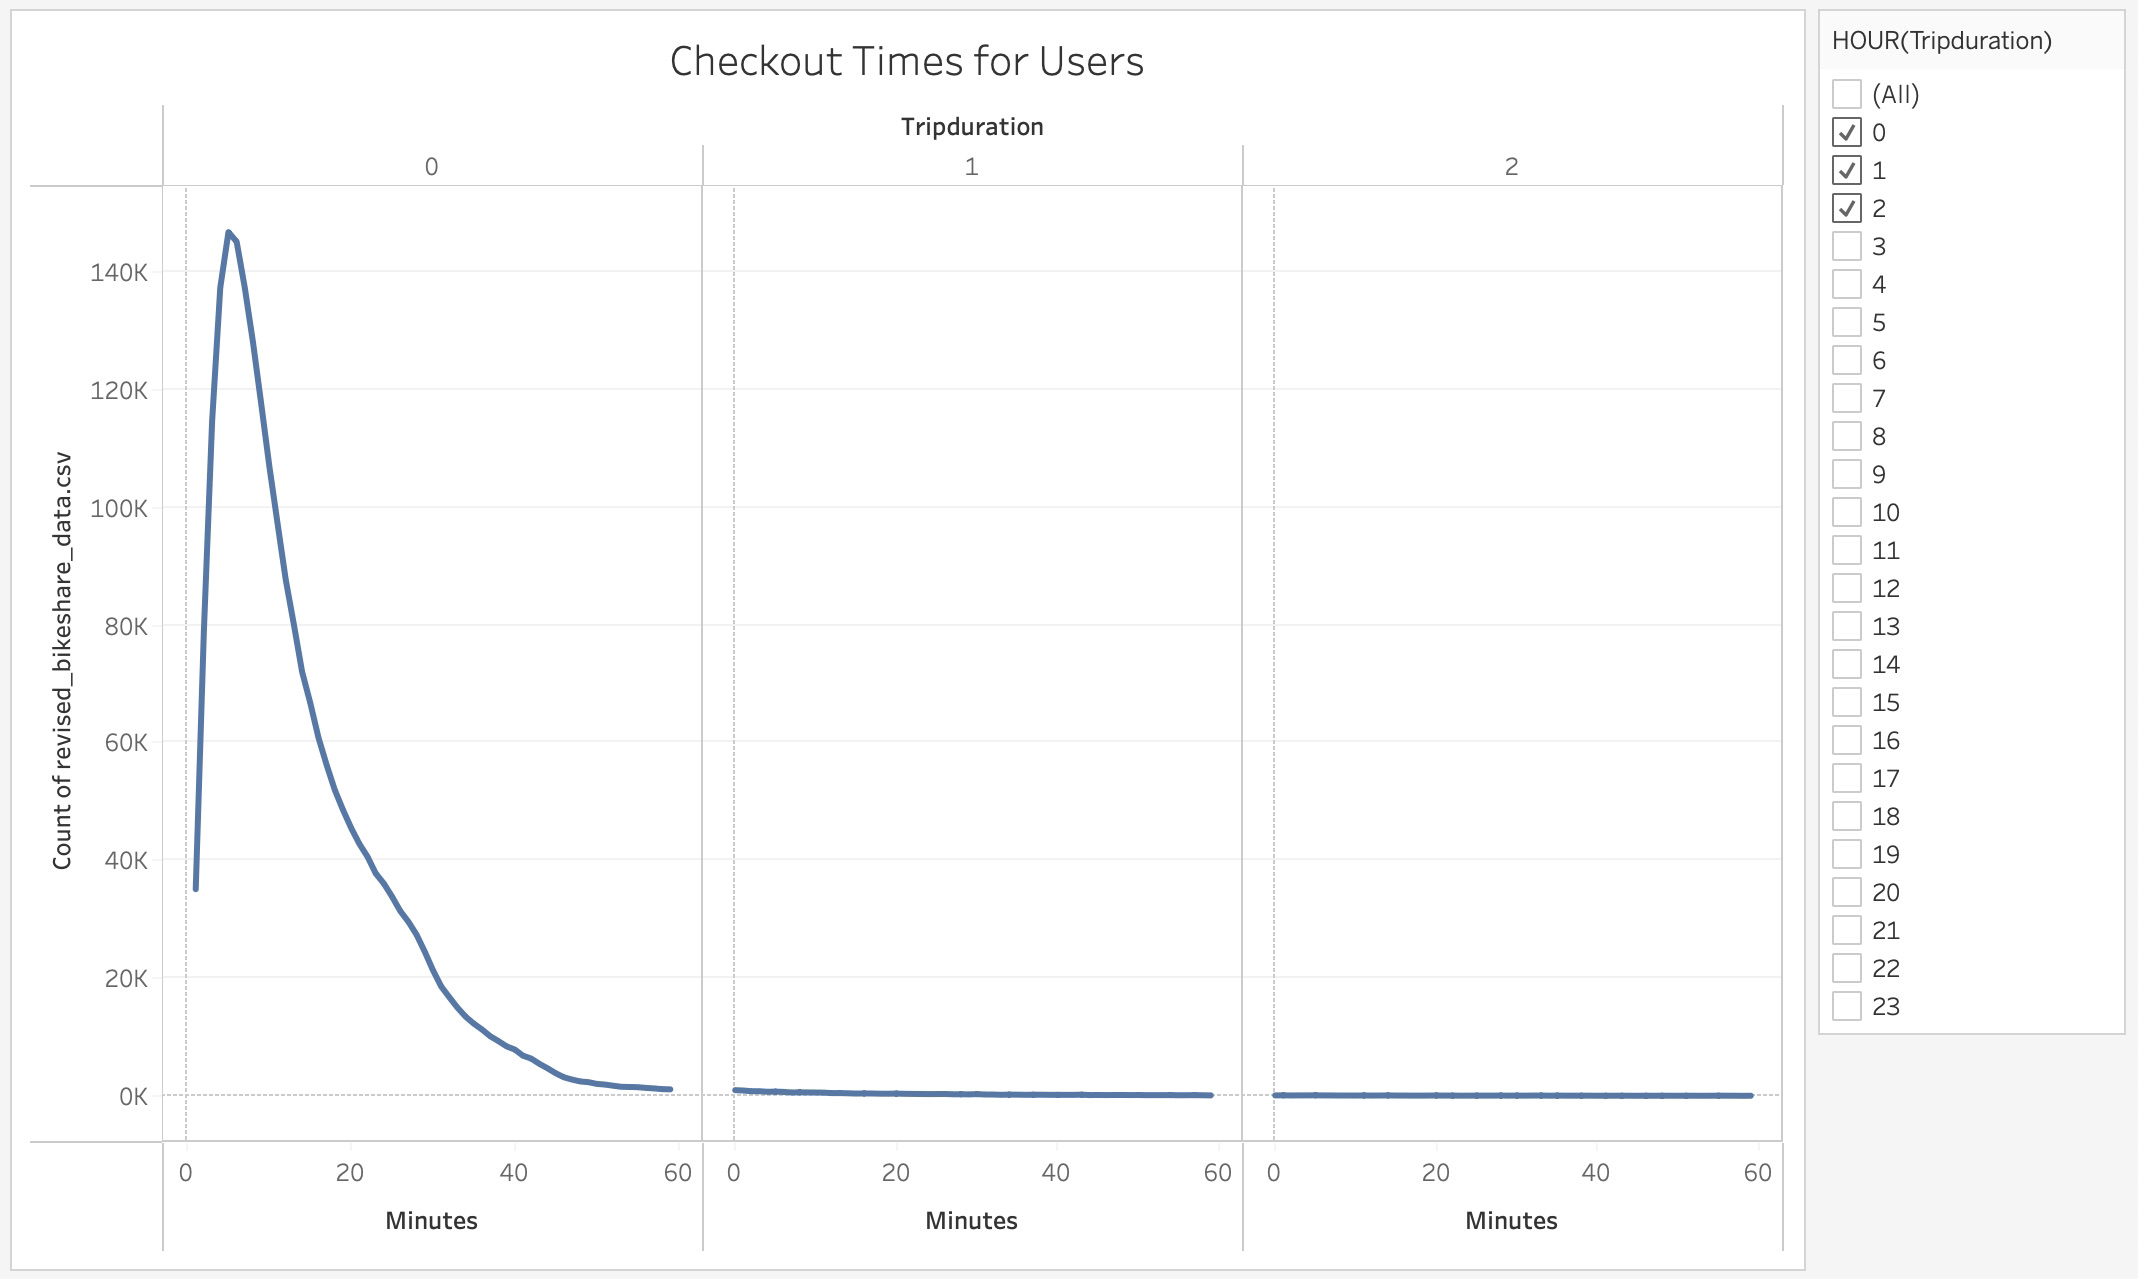 Checkout Times for Users
Tripduration
0 1 2
Count of revised_bikeshare_data.csv
140K
120K
100K
80K
60K
40K
20K
0K
0 20 40 60 0 20 40 60 0 20 40 60
Minutes Minutes Minutes
HOUR(Tripduration)
(All)
0
1
2
3
4
5
6
7
8
9
10
11
12
13
14
15
16
17
18
19
20
21
22
23